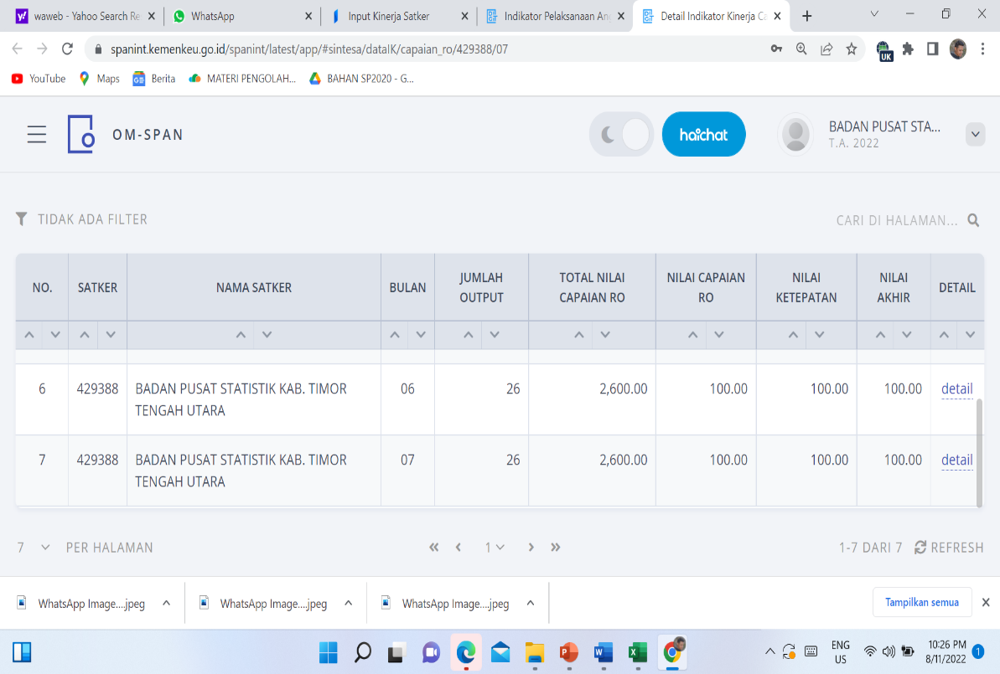 waweb - Yahoo Search Re
WhatsApp
Input Kinerja Satker
Indikator Pelaksanaan An
Detail Indikator Kinerja Ca
spanint.kemenkeu.go.id/spanint/latest/app/#sintesa/dataIK/capaian_ro/429388/07
UK
YouTube
Maps
GE
Berita
MATERI PENGOLAH...
BAHAN SP2020 - G...
OM-SPAN
haichat
BADAN PUSAT STA...
T.A. 2022
TIDAK ADA FILTER
CARI DI HALAMAN...
NO. SATKER NAMA SATKER BULAN JUMLAH OUTPUT TOTAL NILAI CAPAIAN RO NILAI CAPAIAN RO NILAI KETEPATAN NILAI AKHIR DETAIL
6 429388 BADAN PUSAT STATISTIK KAB. TIMOR 06 26 2,600.00 100.00 100.00 100.00 detail
TENGAH UTARA
7 429388 BADAN PUSAT STATISTIK KAB. TIMOR 07 26 2,600.00 100.00 100.00 100.00 detail
TENGAH UTARA
7 PER HALAMAN « ‹ 1 › » 1-7 DARI 7 REFRESH
WhatsApp Image....jpeg
WhatsApp Image....jpeg
WhatsApp Image....jpeg
Tampilkan semua
ENG
US
10:26 PM
8/11/2022
1